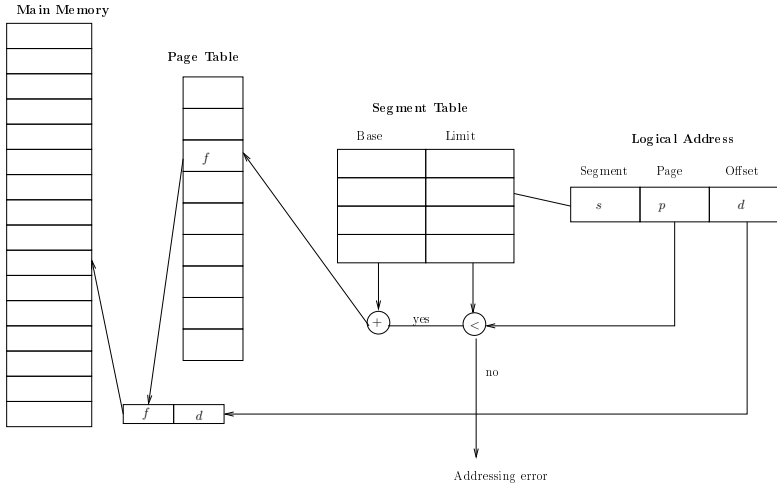 Main Memory
Page Table
Segment Table
Base Limit
Logical Address
Segment Page Offset
f
s p d
+ yes <
no
f d
Addressing error